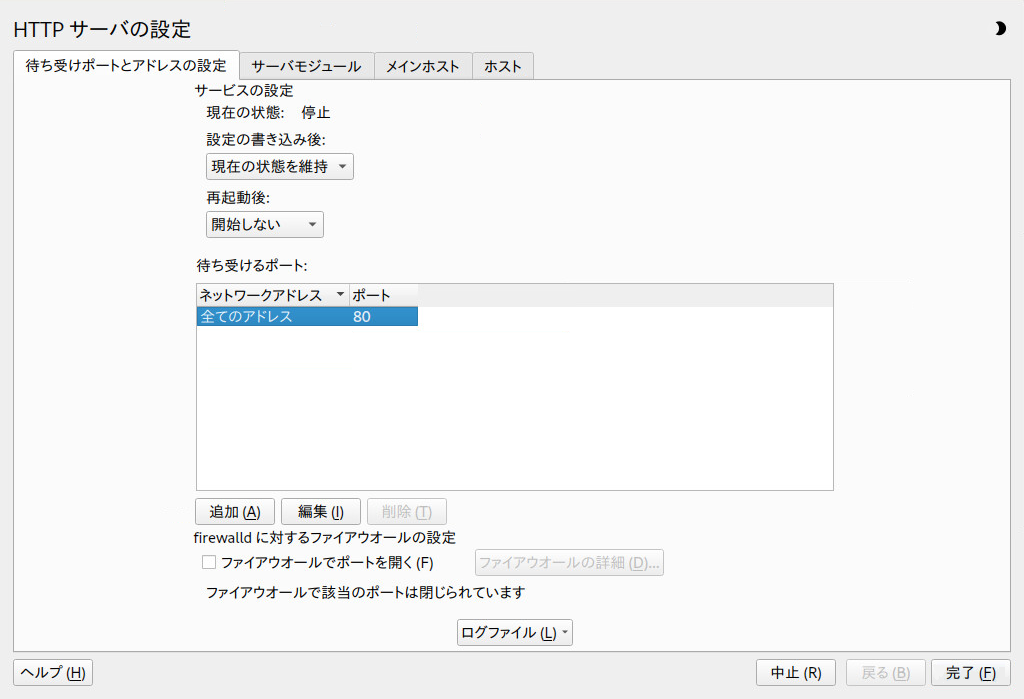 HTTP サーバの設定
待ち受けポートとアドレスの設定 サーバモジュール メインホスト ホスト
サービスの設定
現在の状態: 停止
設定の書き込み後:
現在の状態を維持
再起動後:
開始しない
待ち受けるポート:
ネットワークアドレス ポート
全てのアドレス 80
追加 (A) 編集 (I) 削除 (T)
firewalld に対するファイアウオールの設定
ファイアウオールでポートを開く(F) ファイアウオールの詳細 (D)...
ファイアウオールで該当のポートは閉じられています
ログファイル (L)
ヘルプ (H) 中止 (R) 戻る (B) 完了 (F)